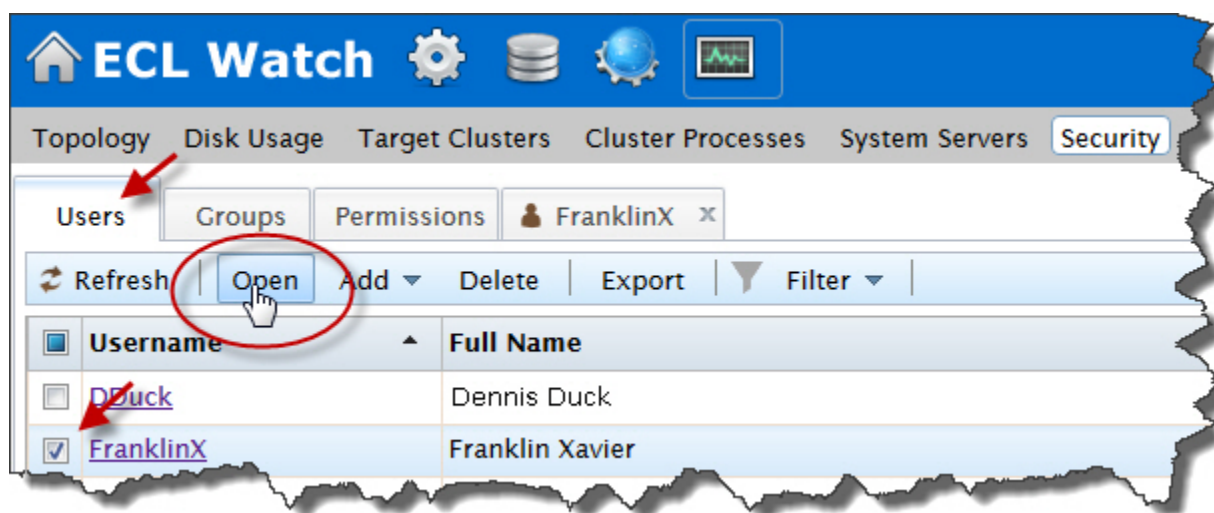 ECL Watch
Topology Disk Usage Target Clusters Cluster Processes System Servers Security
Users Groups Permissions FranklinX x
Refresh Open Add Delete Export Filter
Username Full Name
DDuck Dennis Duck
FranklinX Franklin Xavier